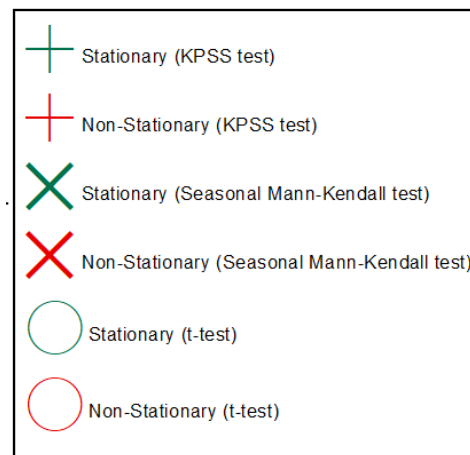 Stationary (KPSS test)
Non-Stationary (KPSS test)
Stationary (Seasonal Mann-Kendall test)
Non-Stationary (Seasonal Mann-Kendall test)
Stationary (t-test)
Non-Stationary (t-test)